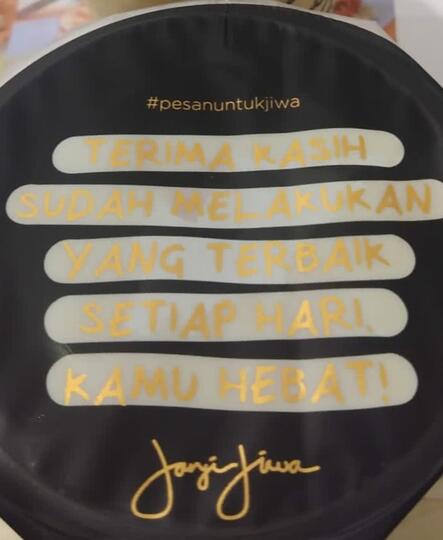 #pesanuntukjiwa
TERIMA KASIH
SUDAH MELAKUKAN
YANG TERBAIK
SETIAP HARI.
KAMU HEBAT!
Janji Jiwa